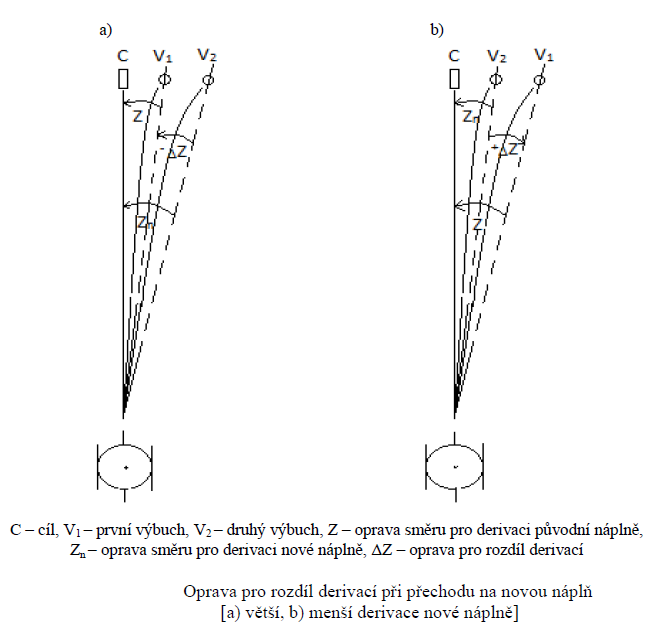 a)
b)
C V₁ V₂
C V₂ V₁
Z
Zn
-ΔZ
+ΔZ
Zn
Z
C – cíl, V₁ – první výbuch, V₂ – druhý výbuch, Z – oprava směru pro derivaci původní náplně,
Zₙ – oprava směru pro derivaci nové náplně, ΔZ – oprava pro rozdíl derivací
Oprava pro rozdíl derivací při přechodu na novou náplň
[a) větší, b) menší derivace nové náplně]